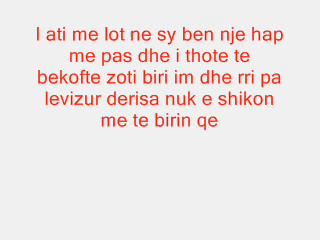 I ati me lot ne sy ben nje hap
me pas dhe i thote te
bekofte zoti biri im dhe rri pa
levizur derisa nuk e shikon
me te birin qe